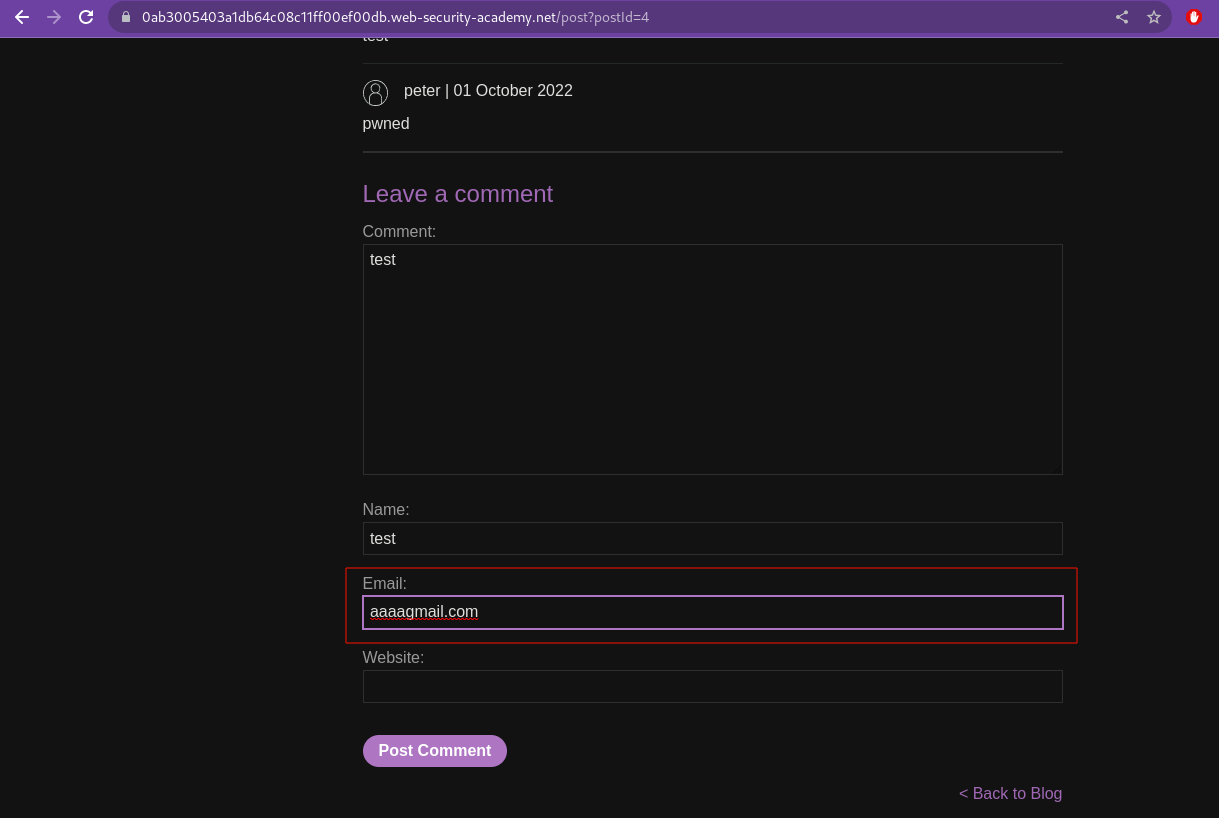 0ab3005403a1db64c08c11ff00ef00db.web-security-academy.net/post?postId=4
test
peter | 01 October 2022
pwned
Leave a comment
Comment:
test
Name:
test
Email:
aaaagmail.com
Website:
Post Comment
< Back to Blog